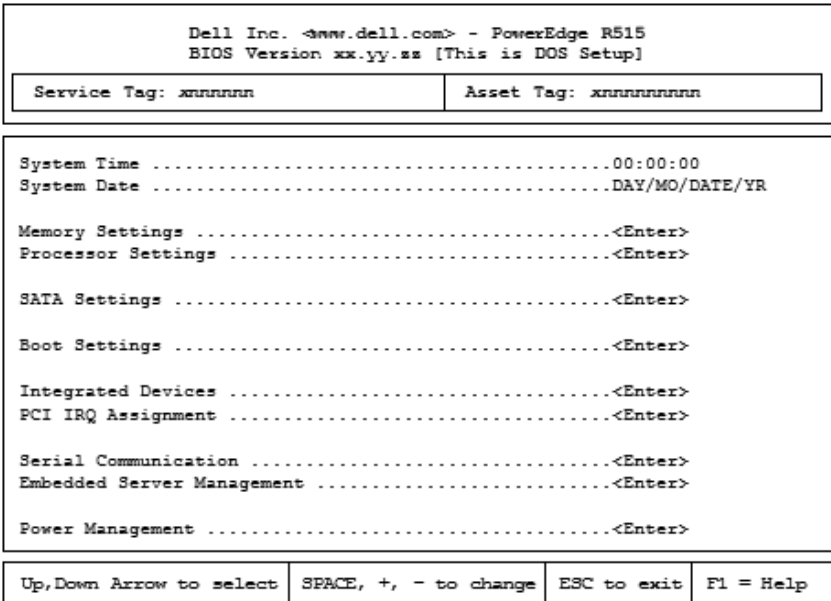 Dell Inc. <www.dell.com> - PowerEdge R515
BIOS Version xx.yy.zz [This is DOS Setup]
Service Tag: xnnnnnn Asset Tag: xnnnnnnnnnn
System Time ..........................................00:00:00
System Date ..........................................DAY/MO/DATE/YR
Memory Settings ......................................<Enter>
Processor Settings ...................................<Enter>
SATA Settings ........................................<Enter>
Boot Settings ........................................<Enter>
Integrated Devices ...................................<Enter>
PCI IRQ Assignment ...................................<Enter>
Serial Communication .................................<Enter>
Embedded Server Management ...........................<Enter>
Power Management .....................................<Enter>
Up,Down Arrow to select SPACE, +, - to change ESC to exit F1 = Help